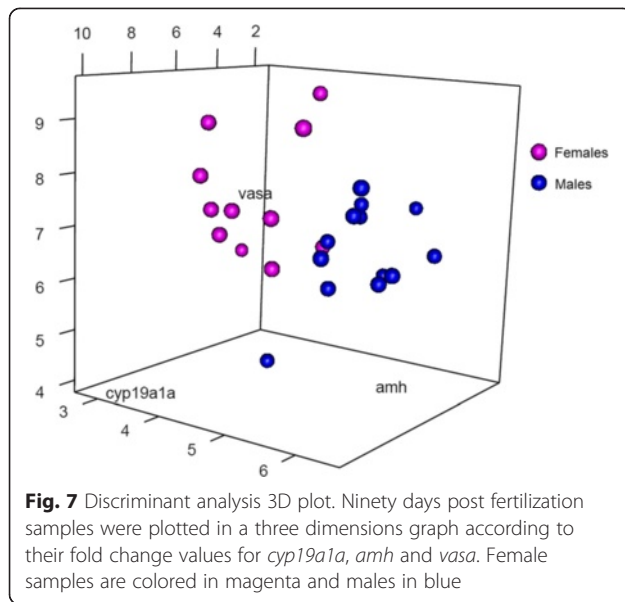 10 8 6 4 2
9
8
7
6
5
4
3
4
5
6
vasa
cyp19a1a
amh
Females
Males
Fig. 7 Discriminant analysis 3D plot. Ninety days post fertilization
samples were plotted in a three dimensions graph according to
their fold change values for cyp19a1a, amh and vasa. Female
samples are colored in magenta and males in blue